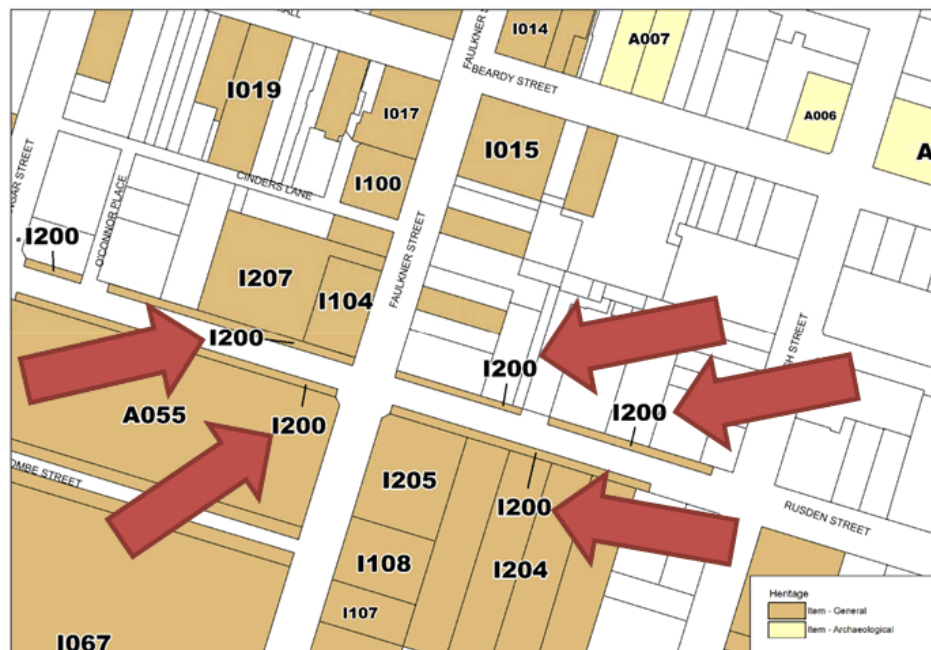 I014
A007
FAULKNER S
BEARDY STREET
I019
I017
A006
I015
A
CINDERS LANE
I100
NGAR STREET
O'CONNOR PLACE
I200
FAULKNER STREET
I207
I104
I200
I200
I200
H STREET
A055
I200
OMBE STREET
I205
I200
RUSDEN STREET
I108
I204
I107
I067
Heritage
Item - General
Item - Archaeological